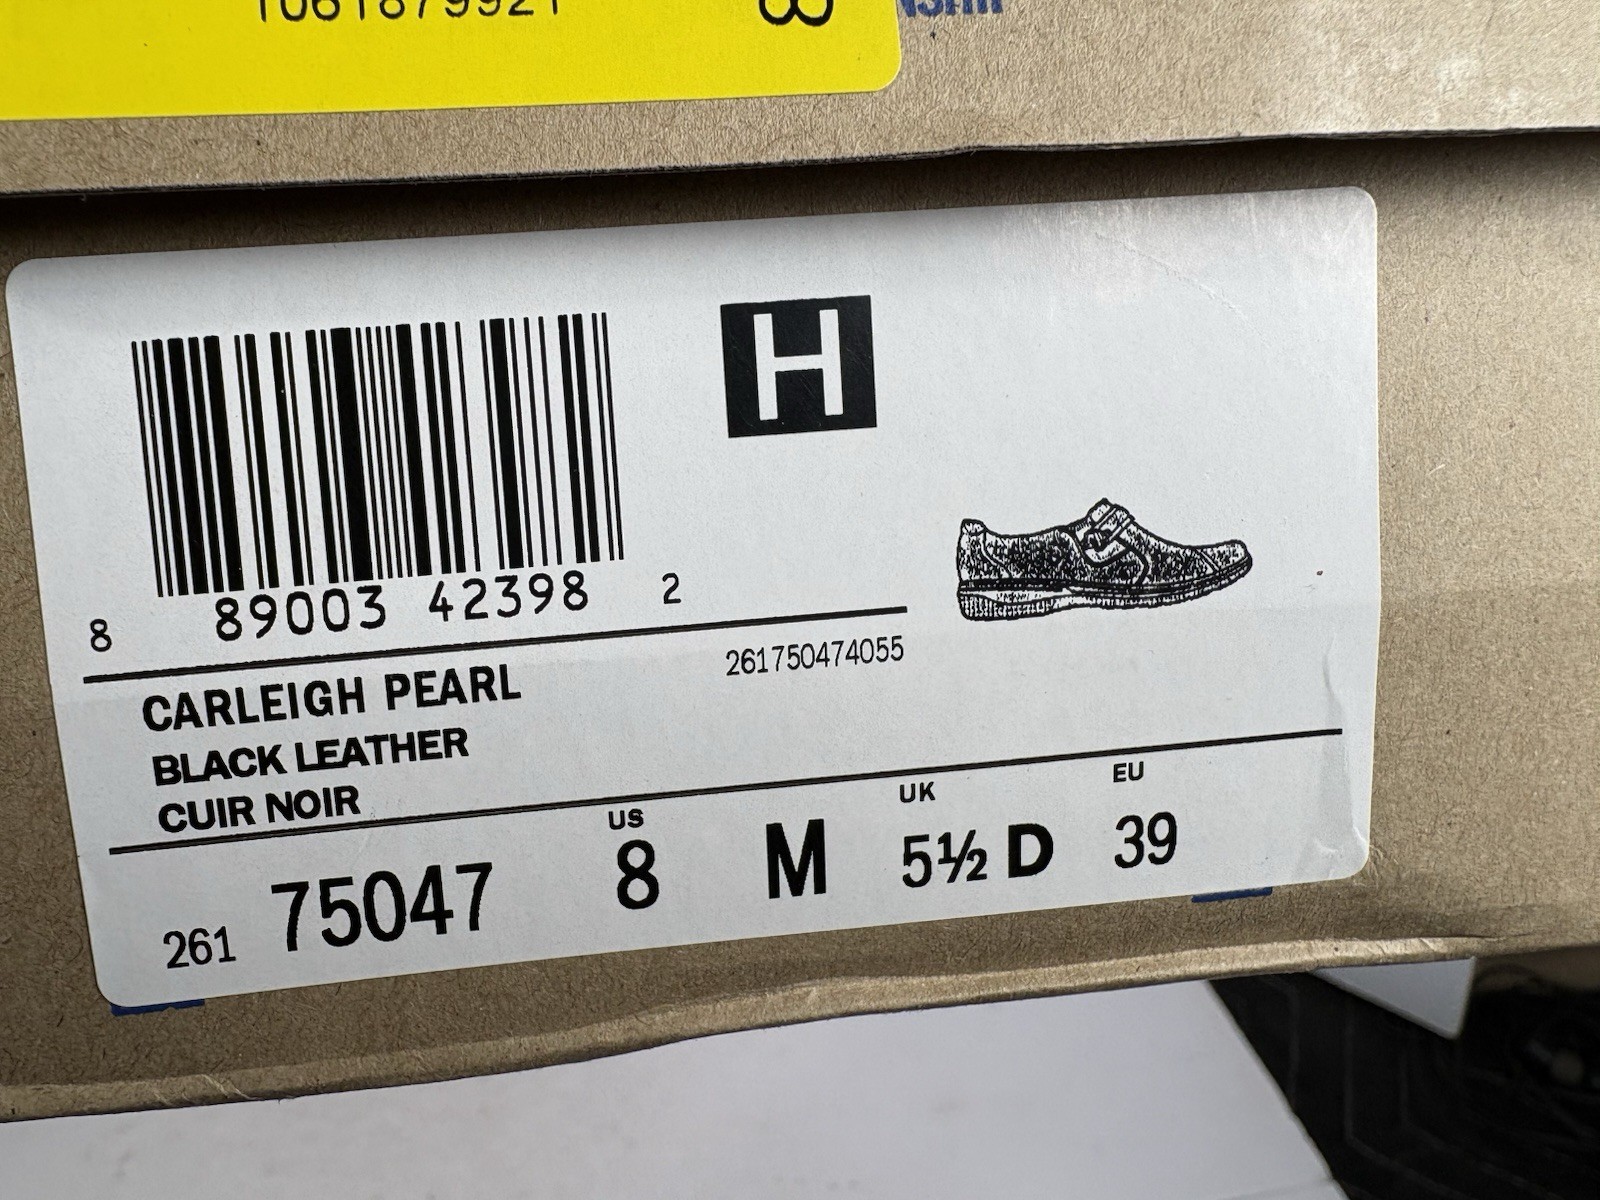 1061879921
8
H
8 89003 42398 2
261750474055
CARLEIGH PEARL
BLACK LEATHER
CUIR NOIR
US UK EU
261 75047 8 M 5½ D 39